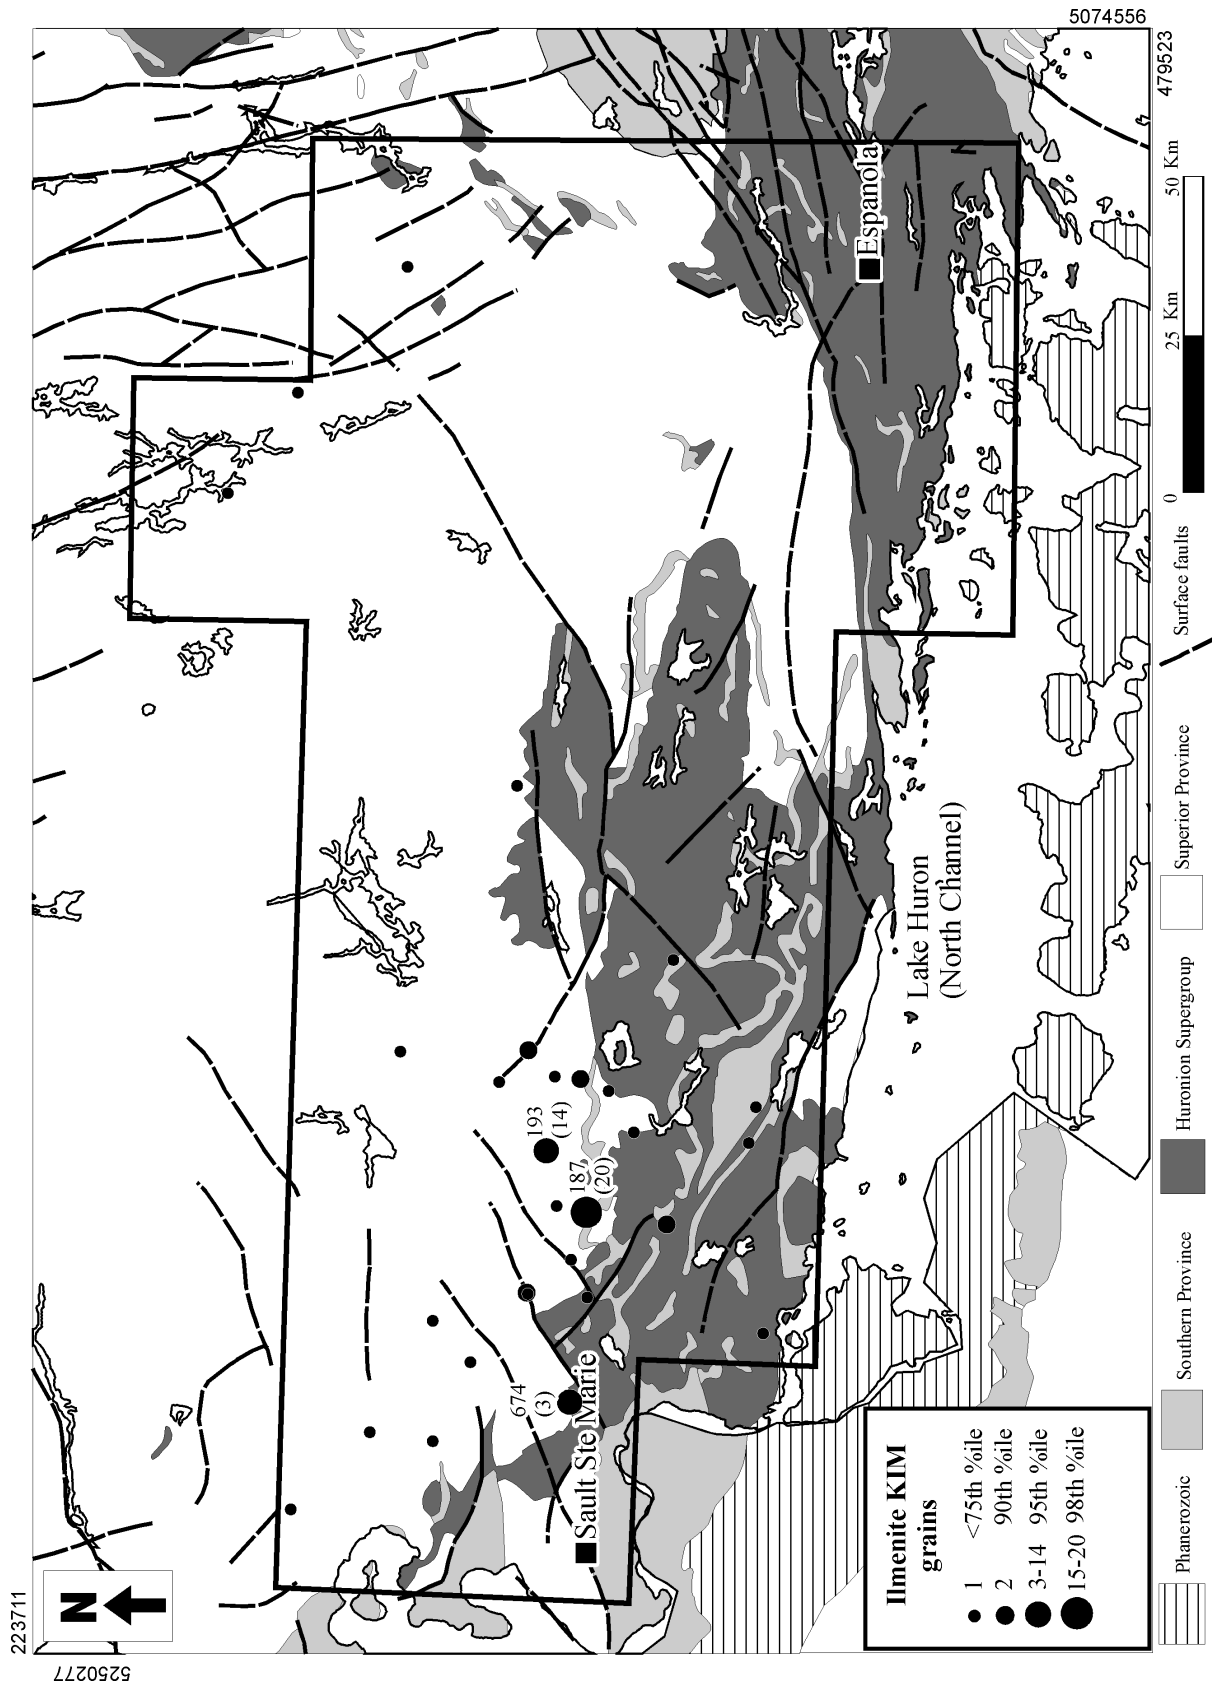 5074556
479523
223711
5250277
N
Espanola
Sault Ste Marie
Lake Huron
(North Channel)
193
(14)
187
(20)
674
(3)
Ilmenite KIM
grains
1 <75th %ile
2 90th %ile
3-14 95th %ile
15-20 98th %ile
Phanerozoic
Southern Province
Huronion Supergroup
Superior Province
Surface faults
0 25 Km 50 Km